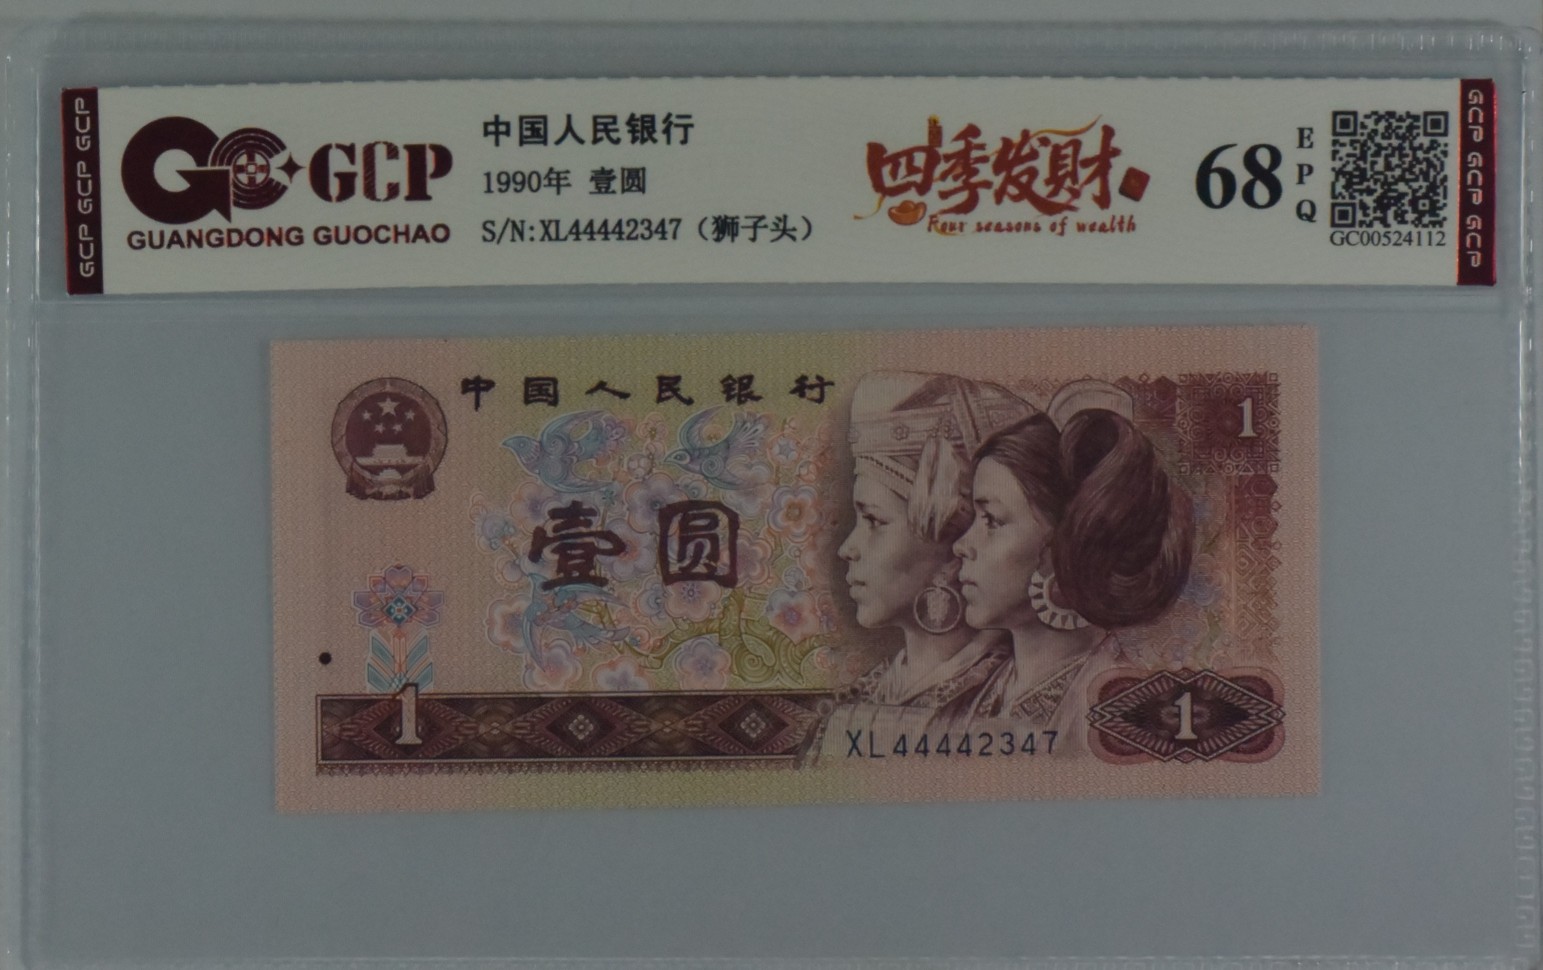 GCP GCP GCP
GCP
GUANGDONG GUOCHAO
中国人民银行
1990年 壹圆
S/N:XL44442347（狮子头）
四季发财
Four seasons of wealth
68
EPQ
GC00524112
GCP GCP GCP
中国人民银行
1
壹圆
1
XL44442347
1